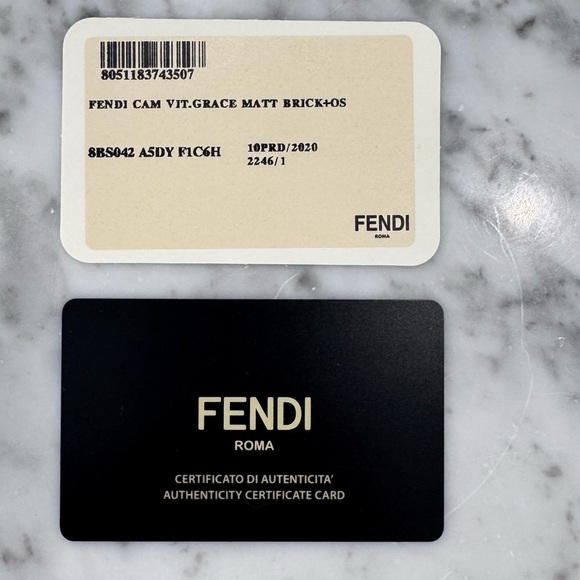 8051183743507
FENDI CAM VIT.GRACE MATT BRICK+OS
8BS042 A5DY F1C6H 10PRD/2020
2246/1
FENDI
ROMA
FENDI
ROMA
CERTIFICATO DI AUTENTICITA'
AUTHENTICITY CERTIFICATE CARD